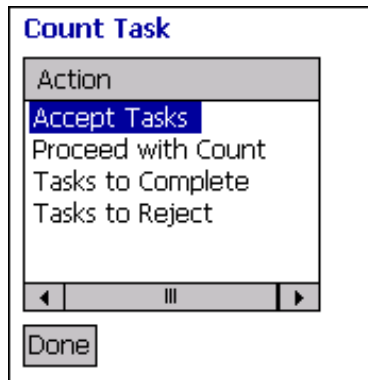 Count Task
Action
Accept Tasks
Proceed with Count
Tasks to Complete
Tasks to Reject
Done